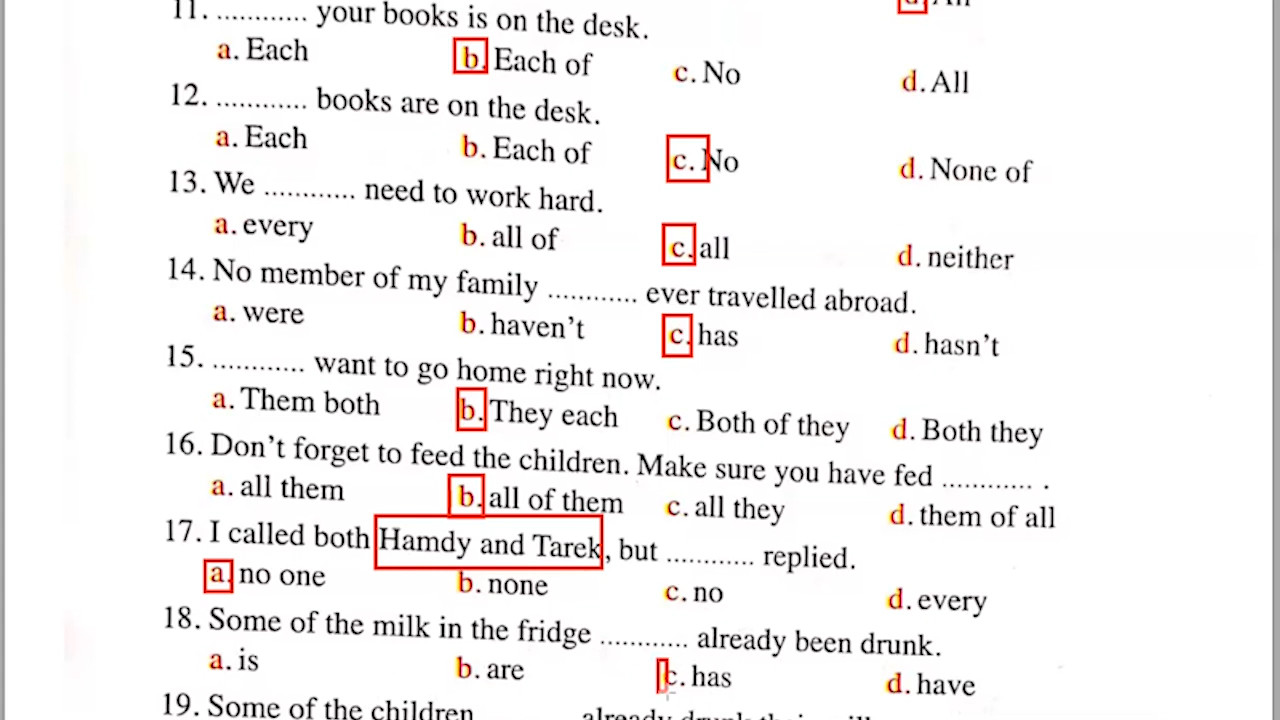 11. ............ your books is on the desk.
a. Each b. Each of c. No d. All
12. ............ books are on the desk.
a. Each b. Each of c. No d. None of
13. We ............ need to work hard.
a. every b. all of c. all d. neither
14. No member of my family ............ ever travelled abroad.
a. were b. haven't c. has d. hasn't
15. ............ want to go home right now.
a. Them both b. They each c. Both of they d. Both they
16. Don't forget to feed the children. Make sure you have fed ............ .
a. all them b. all of them c. all they d. them of all
17. I called both Hamdy and Tarek, but ............ replied.
a. no one b. none c. no d. every
18. Some of the milk in the fridge ............ already been drunk.
a. is b. are c. has d. have
19. Some of the children already